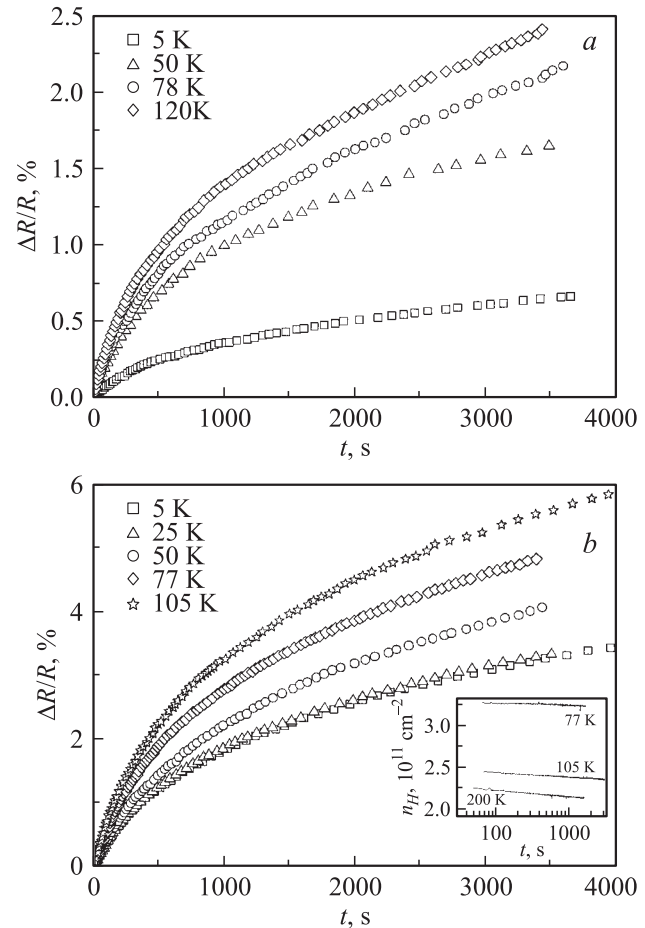 2.5
a
5 K
50 K
78 K
120K
2.0
1.5
1.0
0.5
0.0
ΔR/R, %
0 1000 2000 3000 4000
t, s
6
b
5 K
25 K
50 K
77 K
105 K
4
2
0
ΔR/R, %
3.0
2.5
2.0
n_H, 10^11 cm^−2
77 K
105 K
200 K
100 1000
t, s
0 1000 2000 3000 4000
t, s